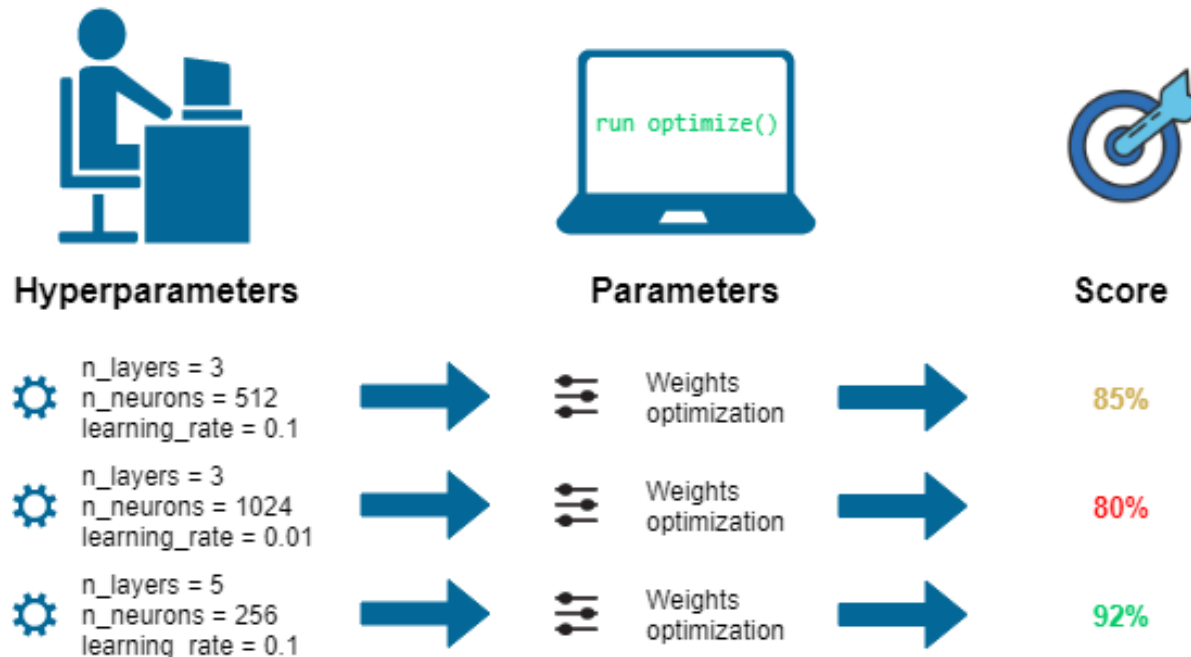 run optimize()
Hyperparameters
Parameters
Score
n_layers = 3
n_neurons = 512
learning_rate = 0.1
Weights
optimization
85%
n_layers = 3
n_neurons = 1024
learning_rate = 0.01
Weights
optimization
80%
n_layers = 5
n_neurons = 256
learning_rate = 0.1
Weights
optimization
92%